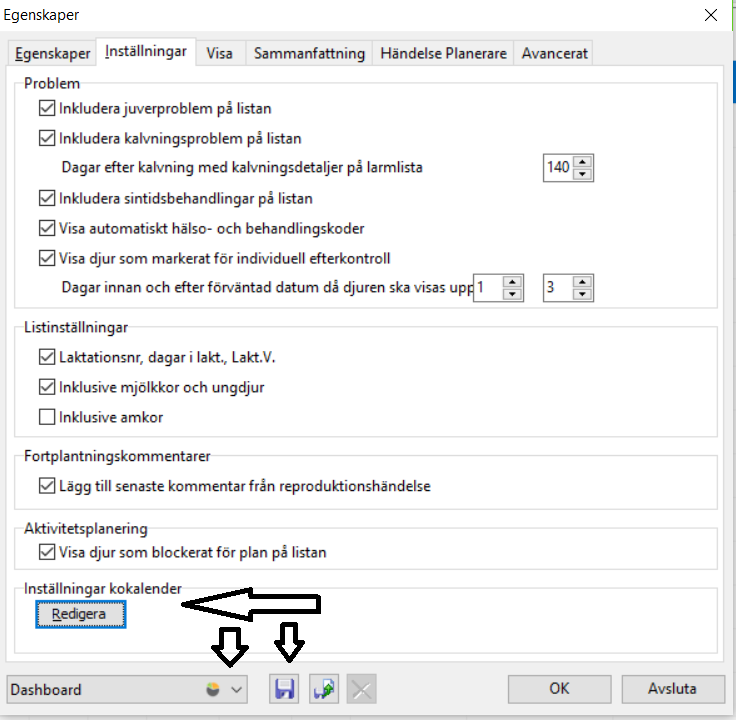 Egenskaper
Egenskaper Inställningar Visa Sammanfattning Händelse Planerare Avancerat
Problem
Inkludera juverproblem på listan
Inkludera kalvningsproblem på listan
Dagar efter kalvning med kalvningsdetaljer på larmlista 140
Inkludera sintidsbehandlingar på listan
Visa automatiskt hälso- och behandlingskoder
Visa djur som markerat för individuell efterkontroll
Dagar innan och efter förväntad datum då djuren ska visas upp 1 3
Listinställningar
Laktationsnr, dagar i lakt., Lakt.V.
Inklusive mjölkkor och ungdjur
Inklusive amkor
Fortplantningskommentarer
Lägg till senaste kommentar från reproduktionshändelse
Aktivitetsplanering
Visa djur som blockerat för plan på listan
Inställningar kokalender
Redigera
Dashboard OK Avsluta